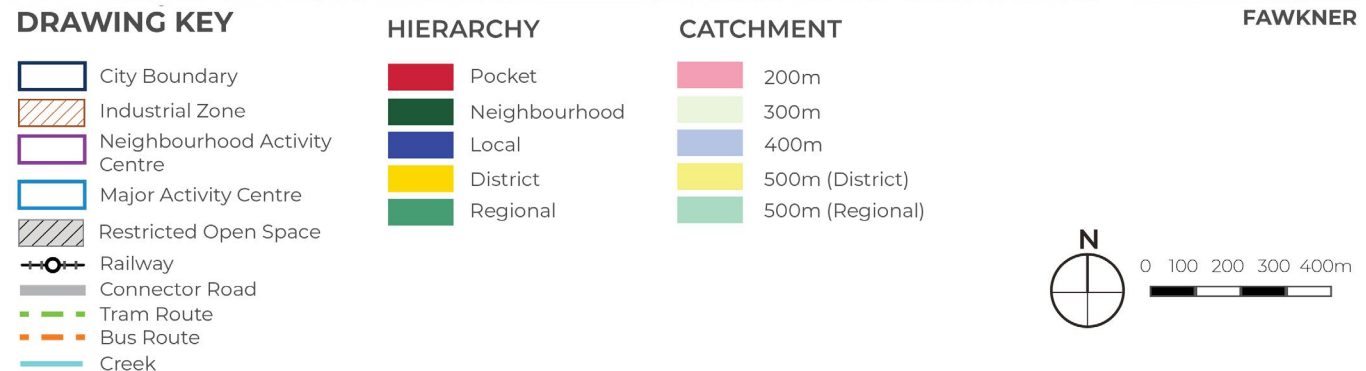 DRAWING KEY
City Boundary
Industrial Zone
Neighbourhood Activity
Centre
Major Activity Centre
Restricted Open Space
Railway
Connector Road
Tram Route
Bus Route
Creek
HIERARCHY
Pocket
Neighbourhood
Local
District
Regional
CATCHMENT
200m
300m
400m
500m (District)
500m (Regional)
FAWKNER
N
0 100 200 300 400m